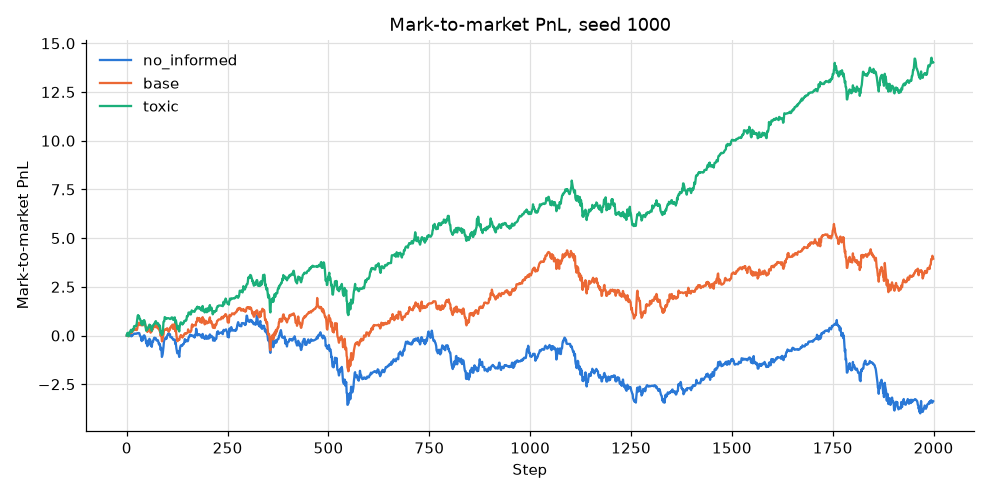 Mark-to-market PnL, seed 1000
15.0
12.5
10.0
7.5
5.0
2.5
0.0
−2.5
Mark-to-market PnL
no_informed
base
toxic
0 250 500 750 1000 1250 1500 1750 2000
Step